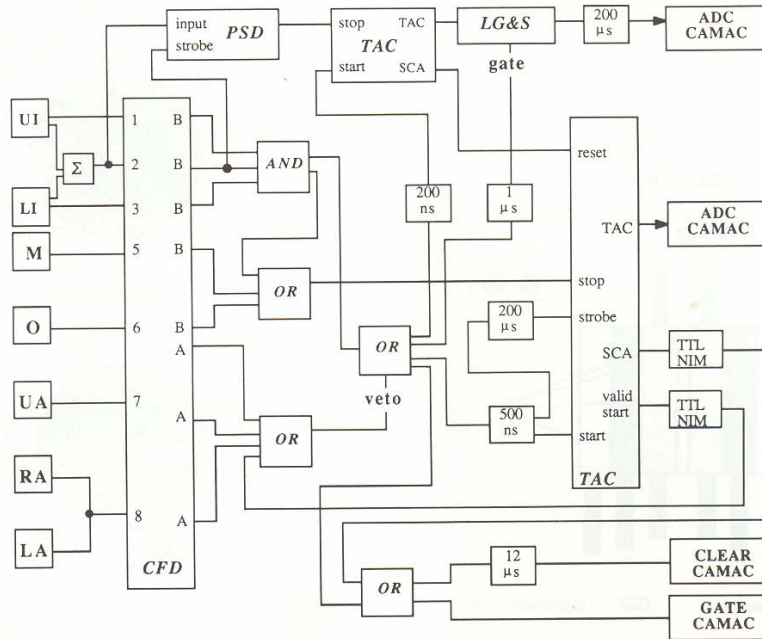 input
strobe
PSD
stop
start
TAC
TAC
SCA
LG&S
gate
200
µs
ADC
CAMAC
UI
LI
M
O
UA
RA
LA
Σ
1
2
3
5
6
7
8
B
B
B
B
B
A
A
A
CFD
AND
OR
OR
OR
veto
200
ns
1
µs
200
µs
500
ns
reset
TAC
stop
strobe
SCA
valid
start
start
TAC
ADC
CAMAC
TTL
NIM
TTL
NIM
OR
12
µs
CLEAR
CAMAC
GATE
CAMAC